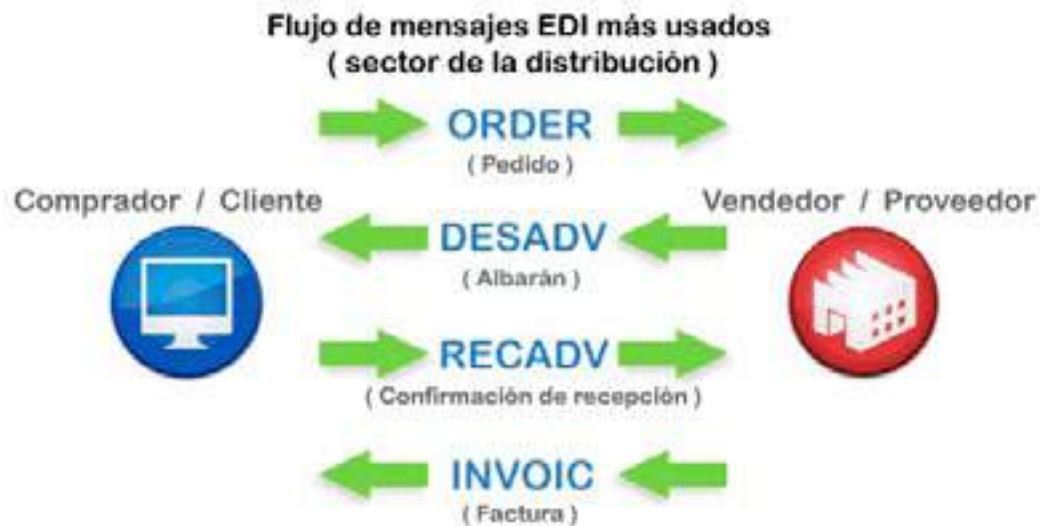 Flujo de mensajes EDI más usados
( sector de la distribución )
ORDER
( Pedido )
Comprador / Cliente
Vendedor / Proveedor
DESADV
( Albarán )
RECADV
( Confirmación de recepción )
INVOIC
( Factura )